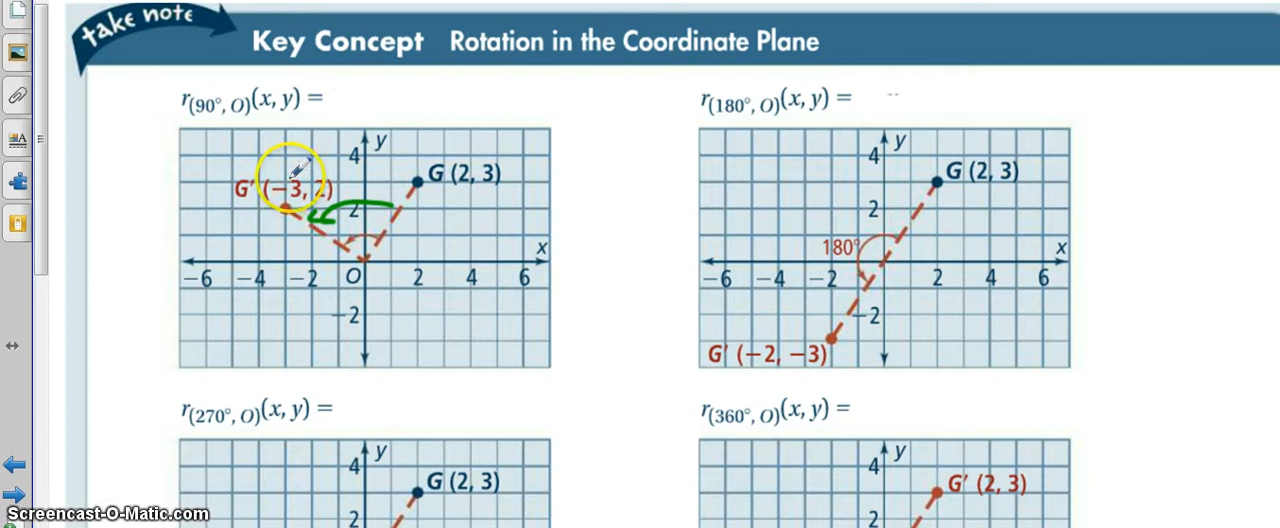 take note
Key Concept Rotation in the Coordinate Plane
r(90°, O)(x, y) =
r(180°, O)(x, y) =
y
4
G (2, 3)
G′ (−3, 2)
2
x
−6 −4 −2 O 2 4 6
−2
y
4
G (2, 3)
2
180°
x
−6 −4 −2 2 4 6
−2
G′ (−2, −3)
r(270°, O)(x, y) =
r(360°, O)(x, y) =
y
4
G (2, 3)
2
y
4
G′ (2, 3)
2
Screencast-O-Matic.com